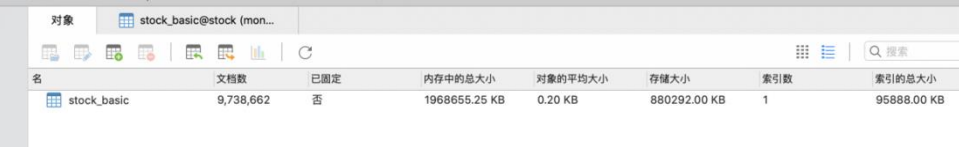 对象 stock_basic@stock (mon...
搜索
名 文档数 已固定 内存中的总大小 对象的平均大小 存储大小 索引数 索引的总大小
stock_basic 9,738,662 否 1968655.25 KB 0.20 KB 880292.00 KB 1 95888.00 KB